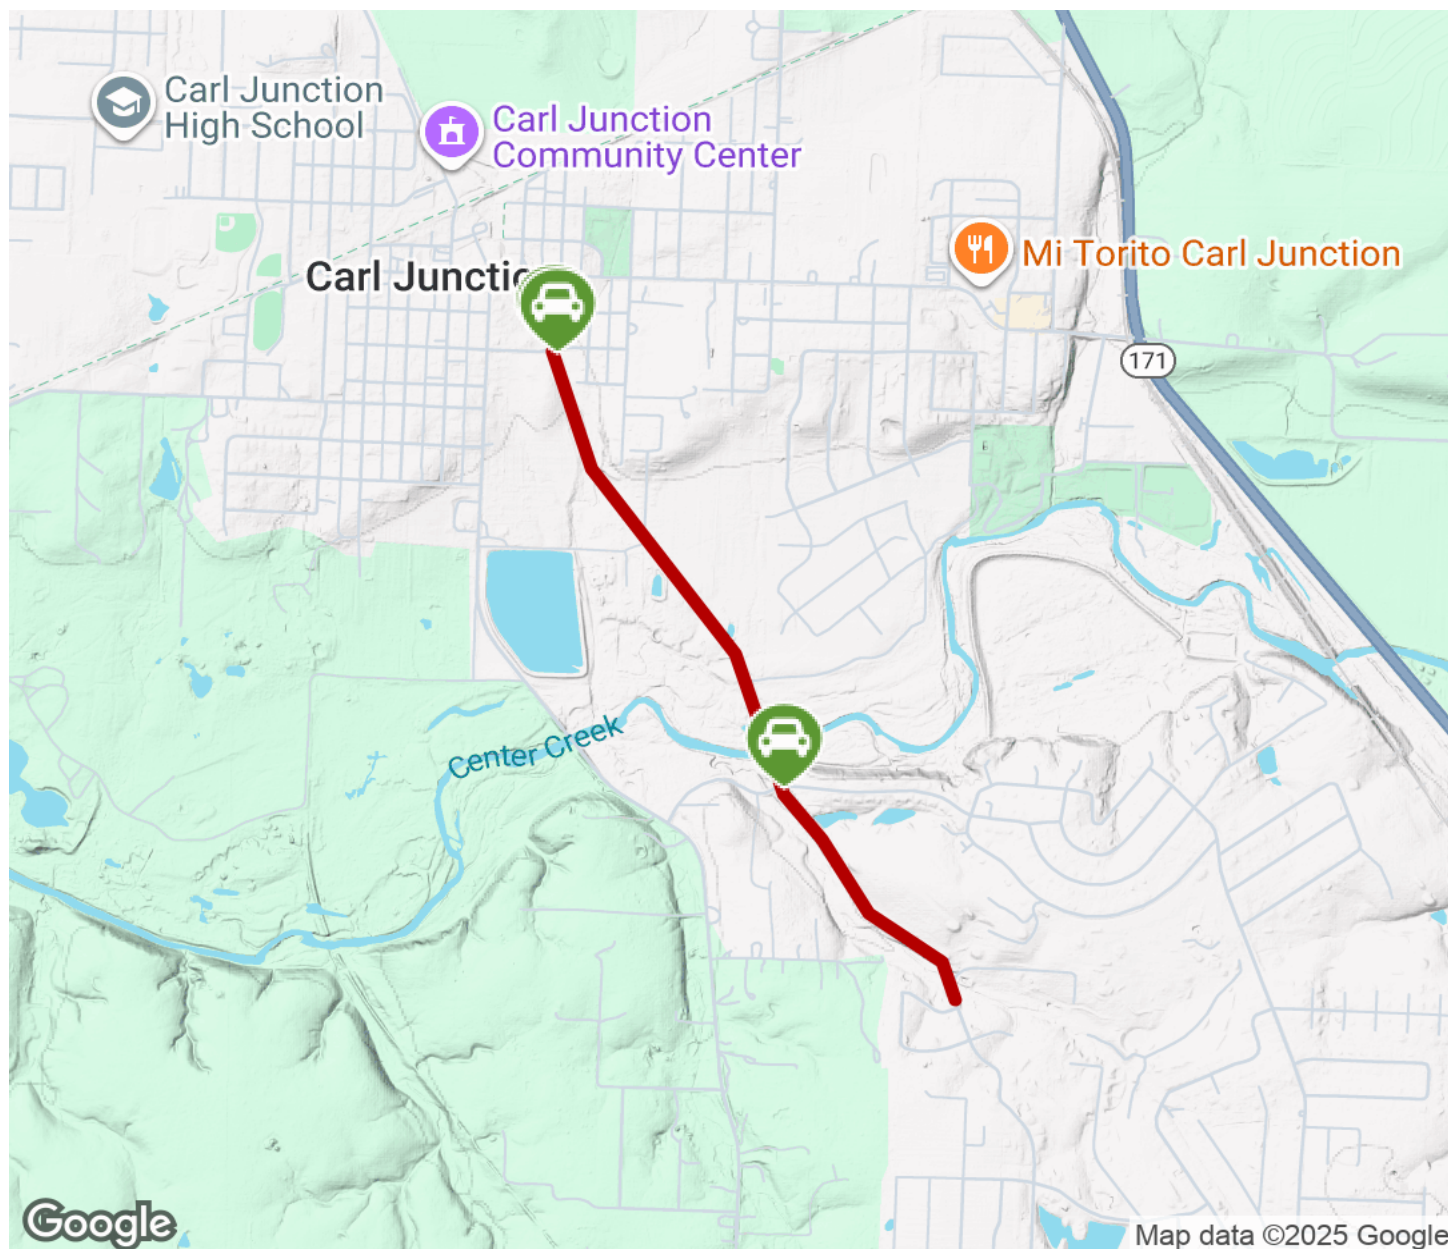 Carl Junction
High School
Carl Junction
Community Center
Mi Torito Carl Junction
Carl Junctio
171
Center Creek
Google
Map data ©2025 Google